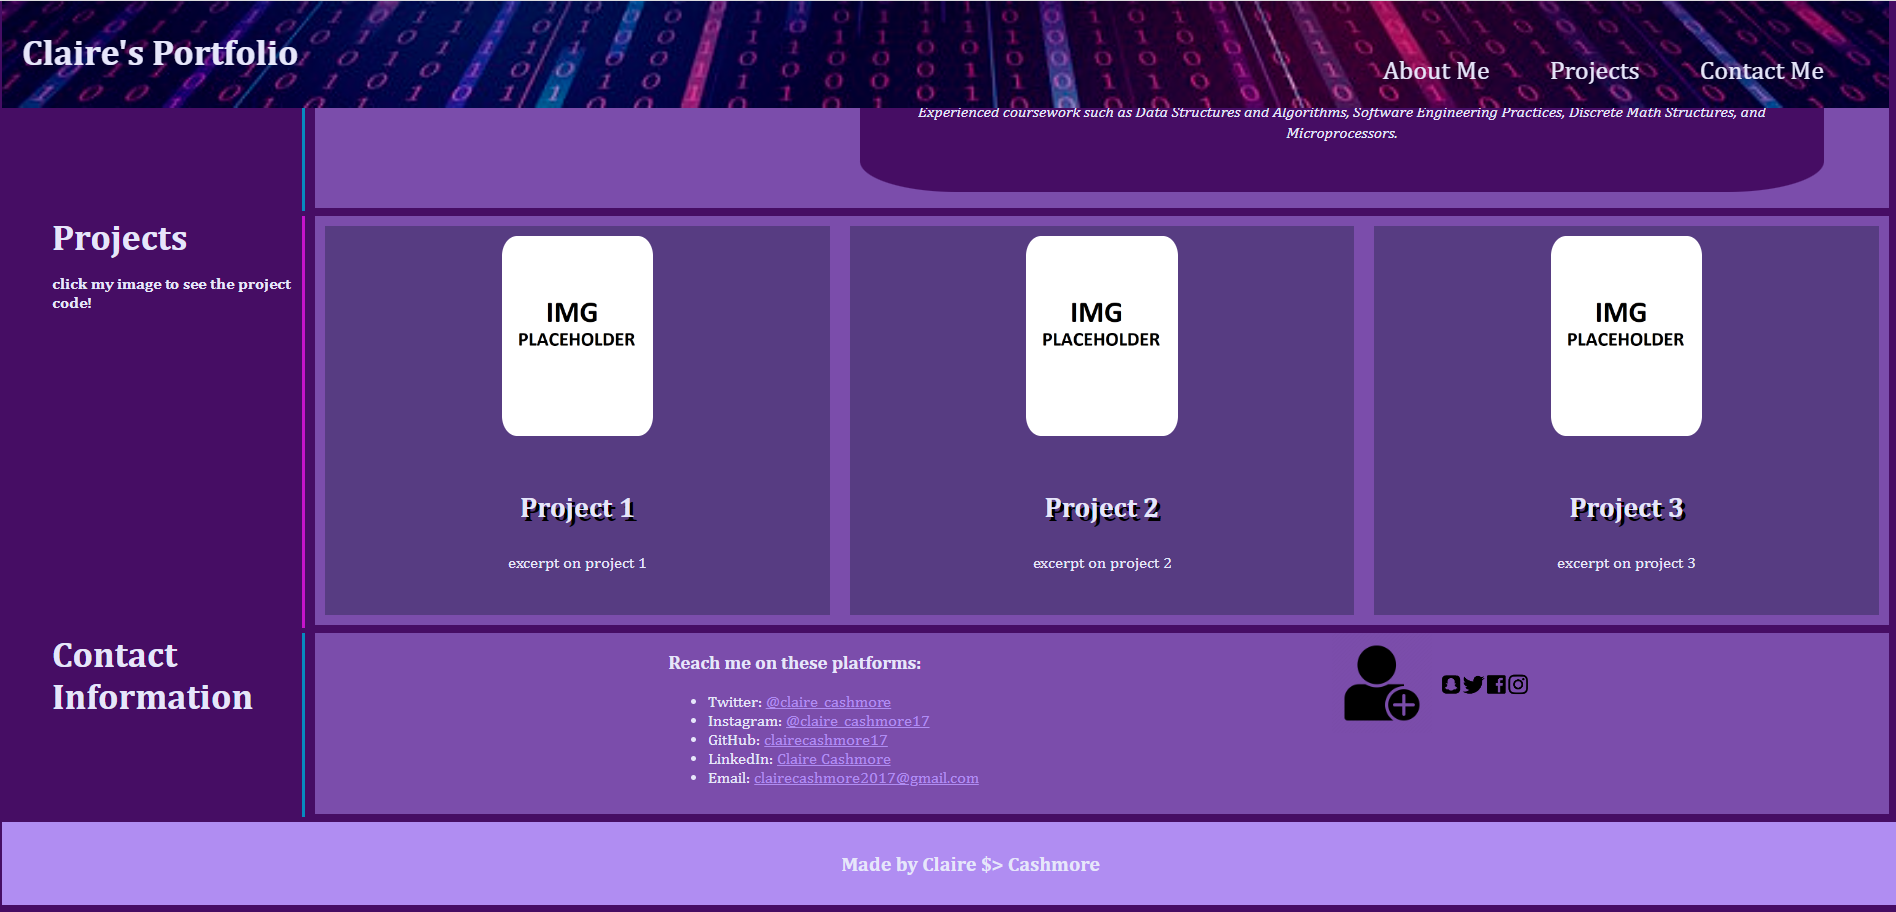 Claire's Portfolio
About Me
Projects
Contact Me
Experienced coursework such as Data Structures and Algorithms, Software Engineering Practices, Discrete Math Structures, and
Microprocessors.
Projects
click my image to see the project
code!
IMG
PLACEHOLDER
Project 1
excerpt on project 1
IMG
PLACEHOLDER
Project 2
excerpt on project 2
IMG
PLACEHOLDER
Project 3
excerpt on project 3
Contact
Information
Reach me on these platforms:
• Twitter: @claire_cashmore
• Instagram: @claire_cashmore17
• GitHub: clairecashmore17
• LinkedIn: Claire Cashmore
• Email: clairecashmore2017@gmail.com
Made by Claire $> Cashmore